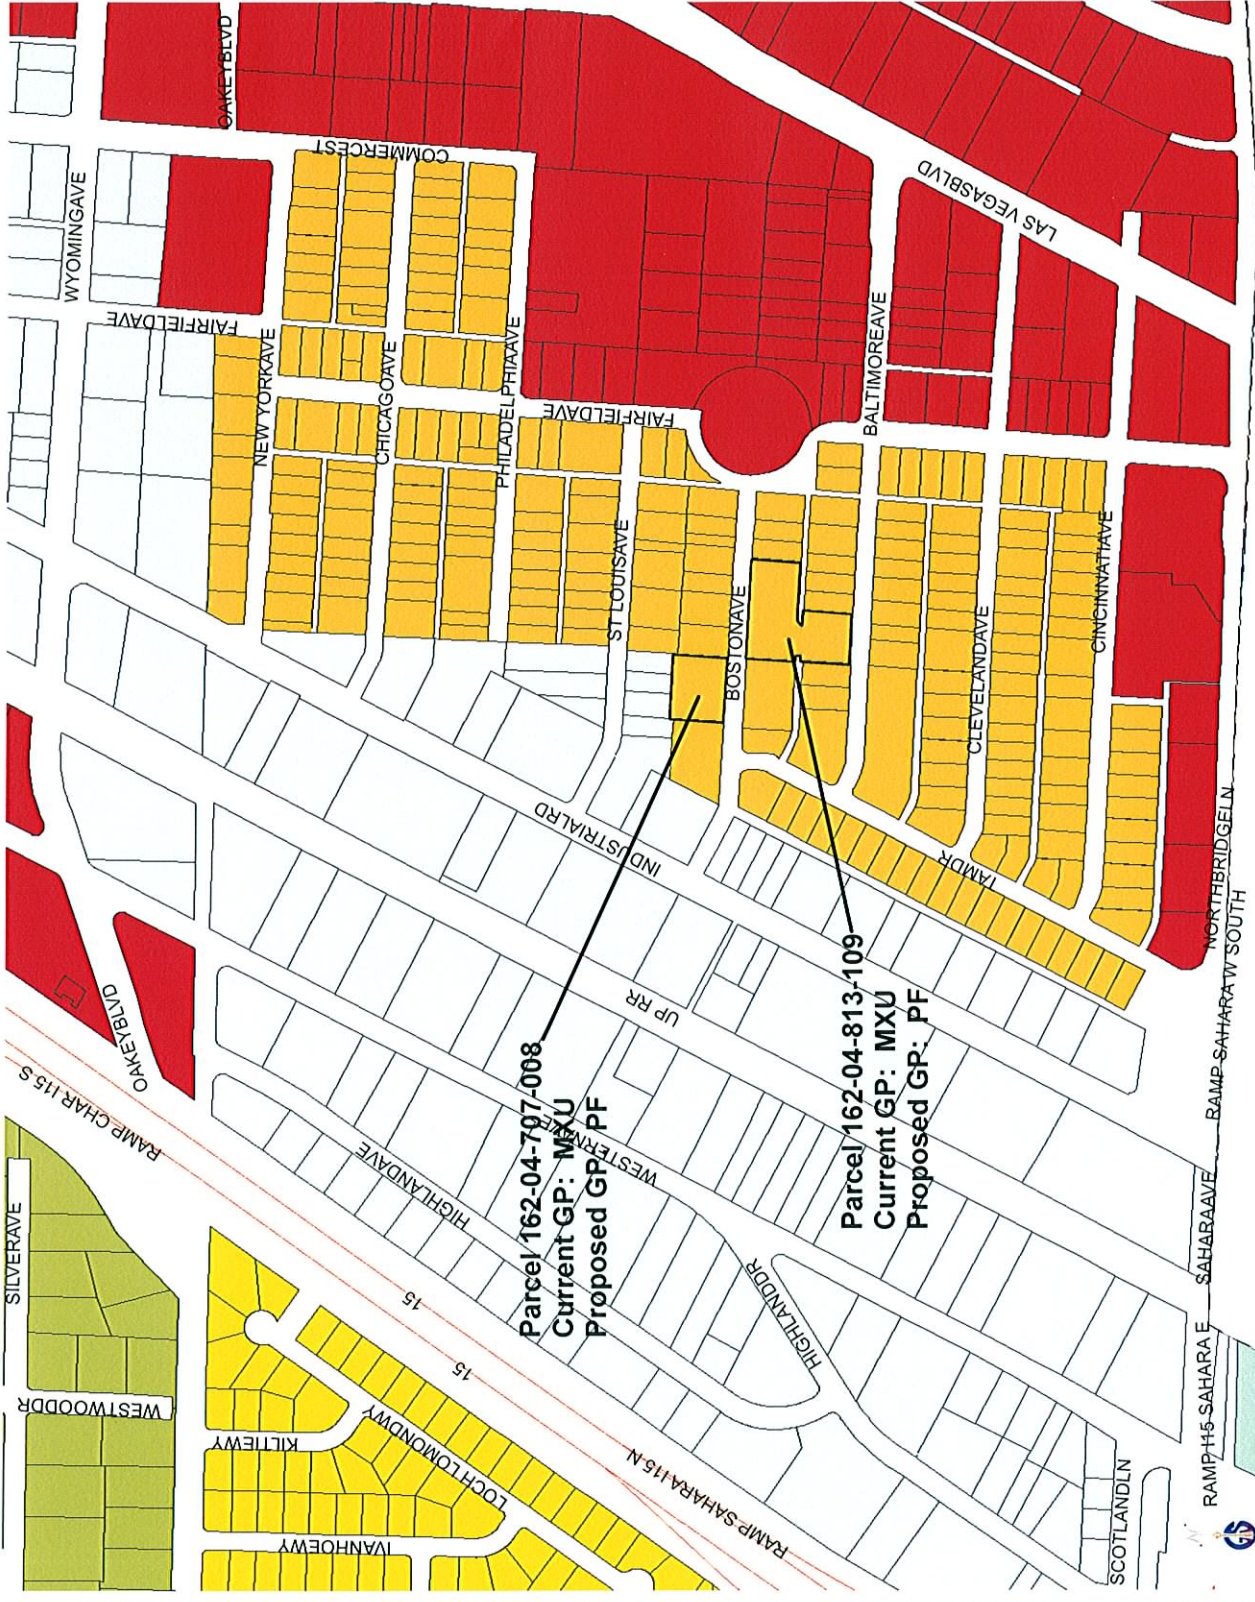 OAKEYBLVD
COMMERCEST
WYOMINGAVE
LAS VEGASBLVD
FAIRFIELDAVE
BALTIMOREAVE
NEW YORKAVE
CHICAGOAVE
PHILADELPHIAAVE
FAIRFIELDAVE
ST LOUISAVE
CINCINNATIAVE
BOSTONAVE
CLEVELANDAVE
INDUSTRIALRD
TAMDR
NORTHBRIDGELN
RAMP SAHARA W SOUTH
OAKEYBLVD
UP RR
RAMP CHAR I15 S
Parcel 162-04-707-008
Current GP: MXU
Proposed GP: PF
WESTERNAVE
HIGHLANDAVE
Parcel 162-04-813-109
Current GP: MXU
Proposed GP: PF
SILVERAVE
SAHARAAVE
15
15
HIGHLANDDR
WESTWOODDR
KILTIEWY
LOCHLOMONDWY
RAMP SAHARA I15 N
RAMP I15 SAHARA E
IVANHOEWY
SCOTLANDLN
N
GIS